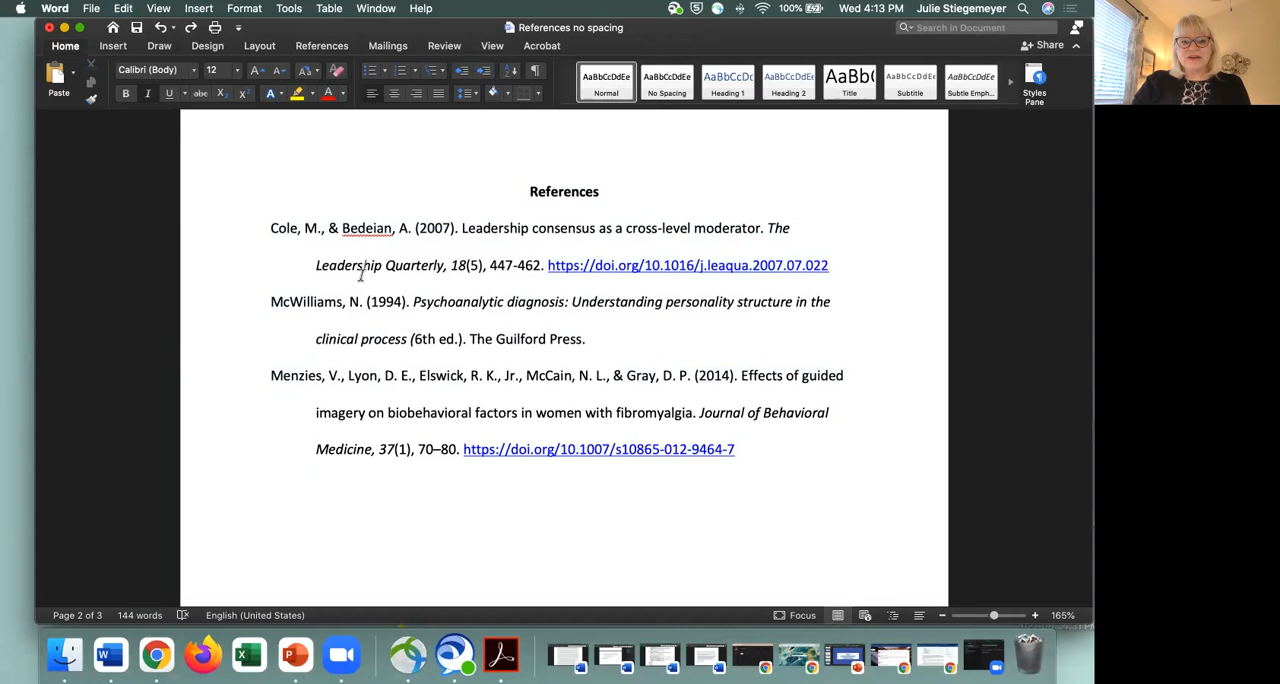 Word File Edit View Insert Format Tools Table Window Help 100% Wed 4:13 PM Julie Stiegemeyer
References no spacing Search in Document
Home Insert Draw Design Layout References Mailings Review View Acrobat Share
Paste Calibri (Body) 12
AaBbCcDdEe AaBbCcDdEe AaBbCcDc AaBbCcDdEe AaBb( AaBbCcDdEe AaBbCcDdEe
Normal No Spacing Heading 1 Heading 2 Title Subtitle Subtle Emph... Styles Pane
References
Cole, M., & Bedeian, A. (2007). Leadership consensus as a cross-level moderator. The
Leadership Quarterly, 18(5), 447-462. https://doi.org/10.1016/j.leaqua.2007.07.022
McWilliams, N. (1994). Psychoanalytic diagnosis: Understanding personality structure in the
clinical process (6th ed.). The Guilford Press.
Menzies, V., Lyon, D. E., Elswick, R. K., Jr., McCain, N. L., & Gray, D. P. (2014). Effects of guided
imagery on biobehavioral factors in women with fibromyalgia. Journal of Behavioral
Medicine, 37(1), 70–80. https://doi.org/10.1007/s10865-012-9464-7
Page 2 of 3 144 words English (United States) Focus 165%